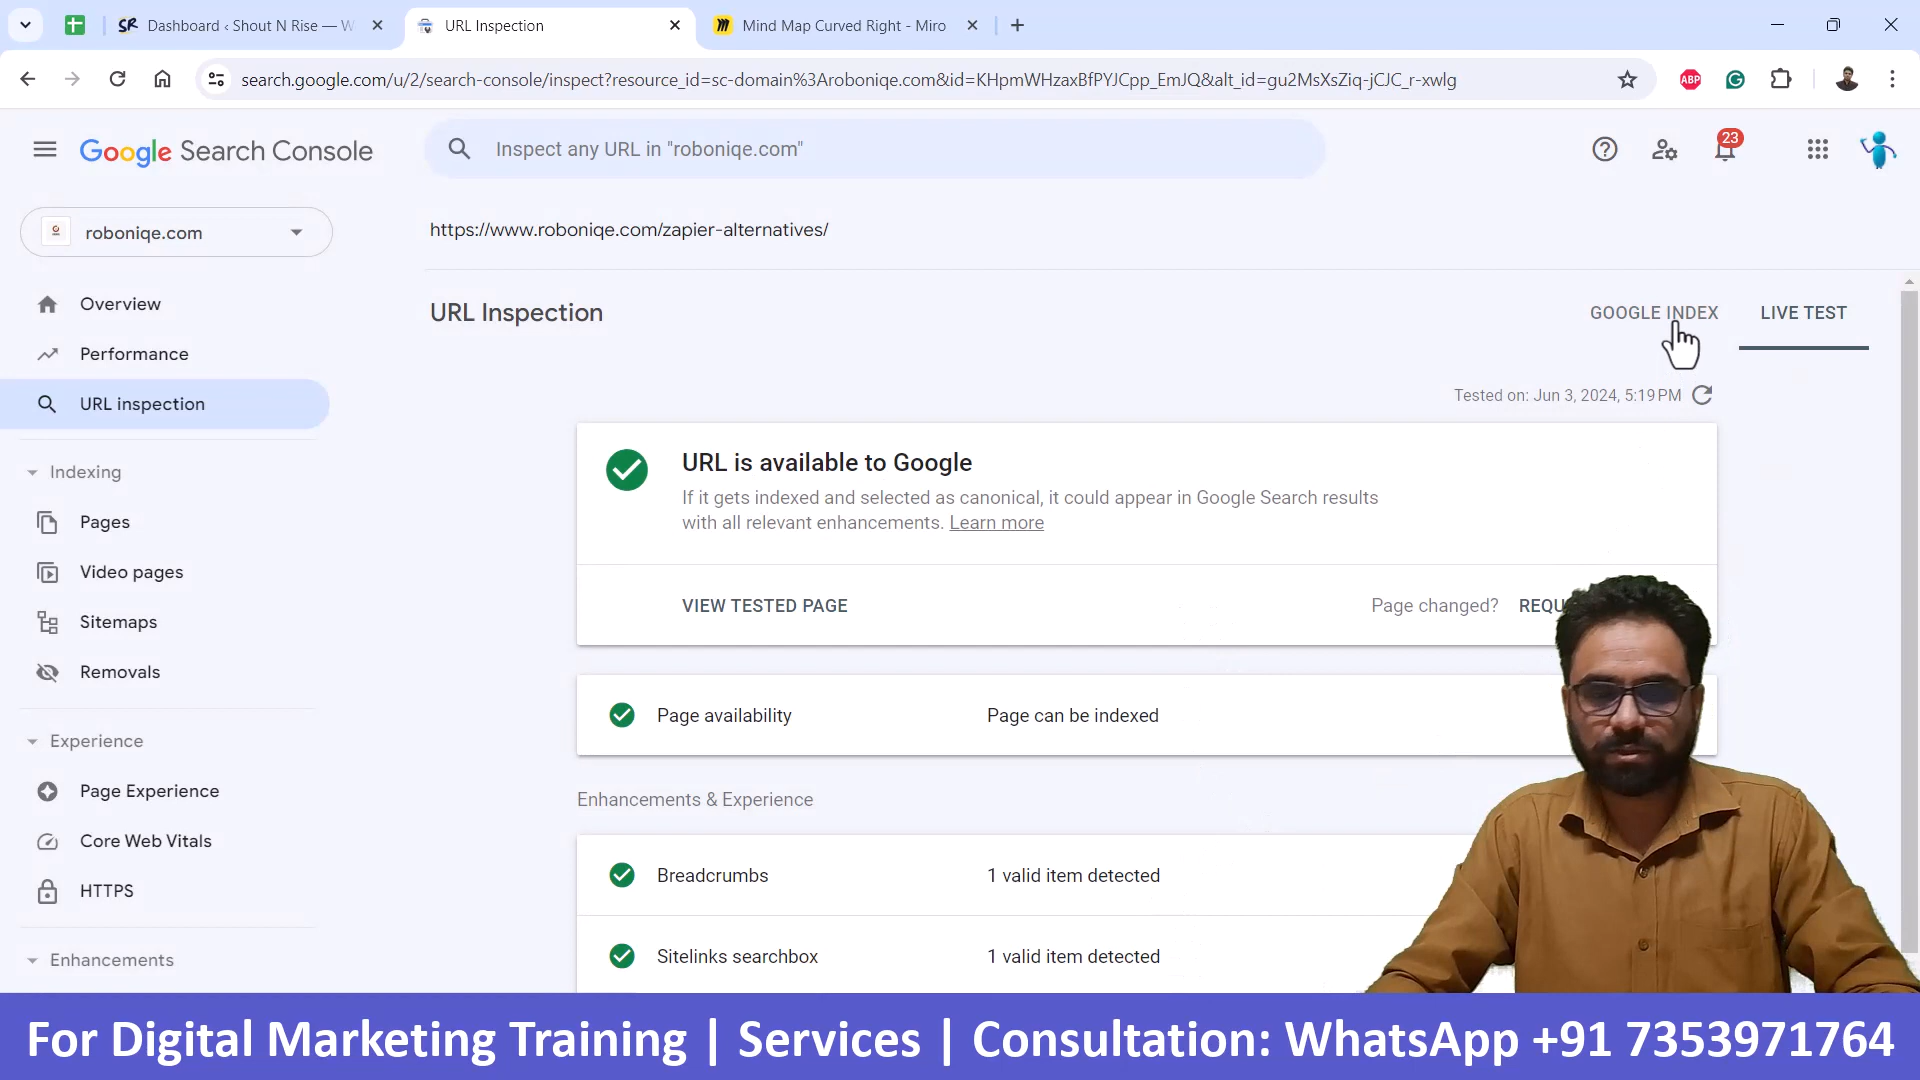 Dashboard ‹ Shout N Rise — W
URL Inspection
Mind Map Curved Right - Miro
search.google.com/u/2/search-console/inspect?resource_id=sc-domain%3Aroboniqe.com&id=KHpmWHzaxBfPYJCpp_EmJQ&alt_id=gu2MsXsZiq-jCJC_r-xwlg
ABP
Google Search Console
Inspect any URL in "roboniqe.com"
23
roboniqe.com
https://www.roboniqe.com/zapier-alternatives/
Overview
Performance
URL inspection
Indexing
Pages
Video pages
Sitemaps
Removals
Experience
Page Experience
Core Web Vitals
HTTPS
Enhancements
URL Inspection
GOOGLE INDEX
LIVE TEST
Tested on: Jun 3, 2024, 5:19 PM
URL is available to Google
If it gets indexed and selected as canonical, it could appear in Google Search results
with all relevant enhancements. Learn more
VIEW TESTED PAGE
Page changed? REQU
Page availability
Page can be indexed
Enhancements & Experience
Breadcrumbs
1 valid item detected
Sitelinks searchbox
1 valid item detected
For Digital Marketing Training | Services | Consultation: WhatsApp +91 7353971764